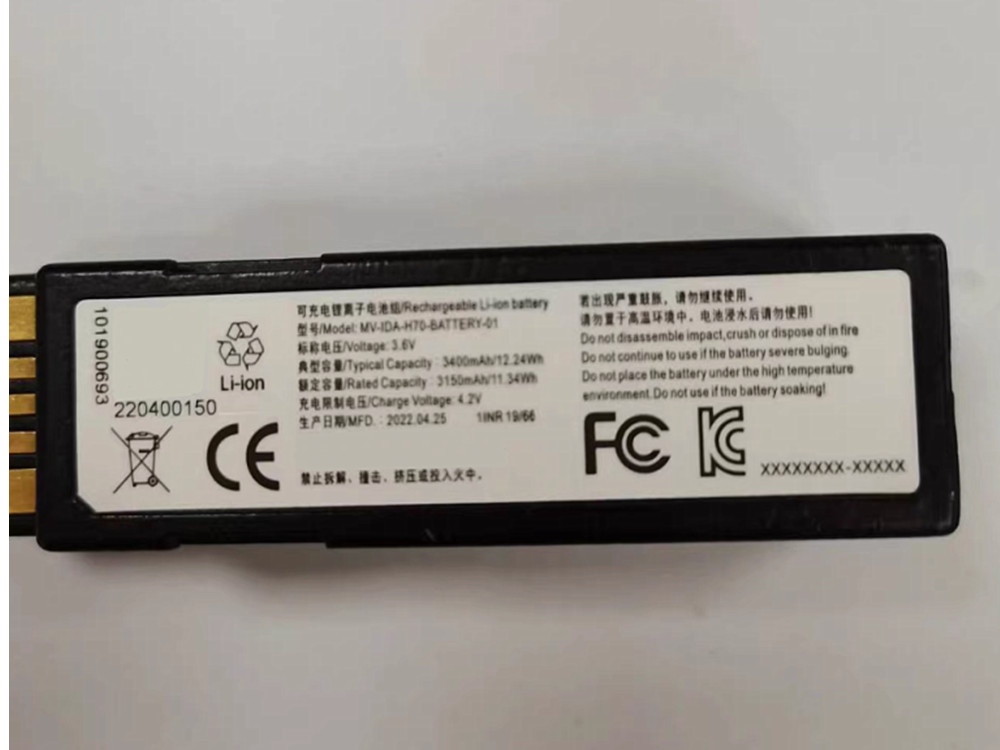 101900693
Li-ion
220400150
CE
可充电锂离子电池组/Rechargeable Li-ion battery
型号/Model: MV-IDA-H70-BATTERY-01
标称电压/Voltage: 3.6V
典型容量/Typical Capacity : 3400mAh/12.24Wh
额定容量/Rated Capacity : 3150mAh/11.34Wh
充电限制电压/Charge Voltage: 4.2V
生产日期/MFD. : 2022.04.25 1INR 19/66
禁止拆解、撞击、挤压或投入火中。
若出现严重鼓胀，请勿继续使用。
请勿置于高温环境中。电池浸水后请勿使用！
Do not disassemble impact,crush or dispose of in fire
Do not continue to use if the battery severe bulging.
Do not place the battery under the high temperature
environment.Do not use if the battery soaking!
FC
KC
XXXXXXXX-XXXXX